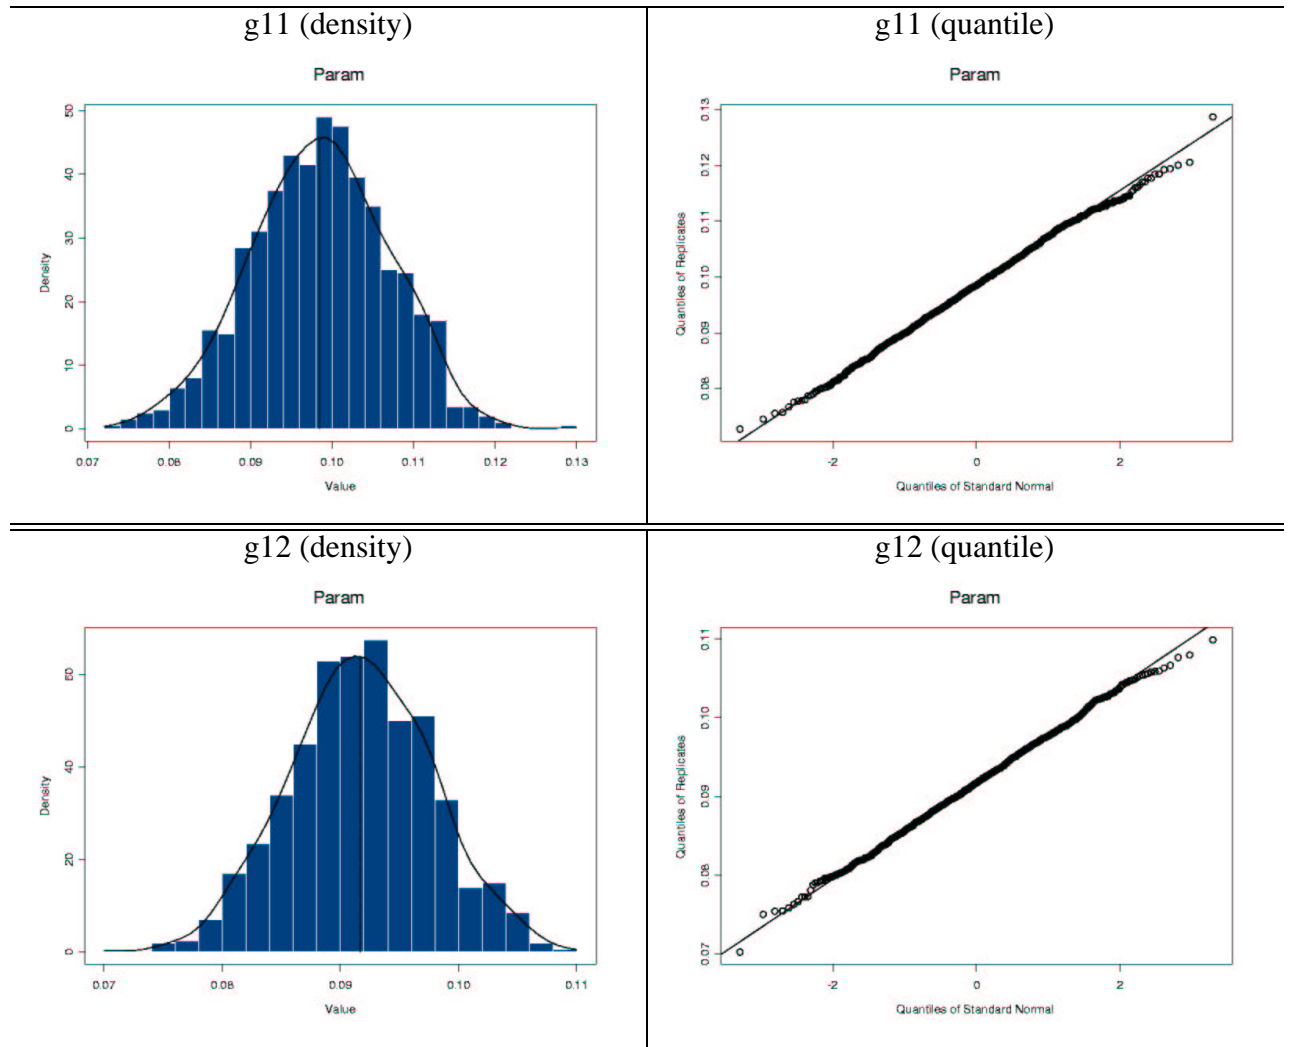 g11 (density)
g11 (quantile)
Param
Density
50
40
30
20
10
0
0.07 0.08 0.09 0.10 0.11 0.12 0.13
Value
Param
Quantiles of Replicates
0.13
0.12
0.11
0.10
0.09
0.08
-2 0 2
Quantiles of Standard Normal
g12 (density)
g12 (quantile)
Param
Density
60
40
20
0
0.07 0.08 0.09 0.10 0.11
Value
Param
Quantiles of Replicates
0.11
0.10
0.09
0.08
0.07
-2 0 2
Quantiles of Standard Normal